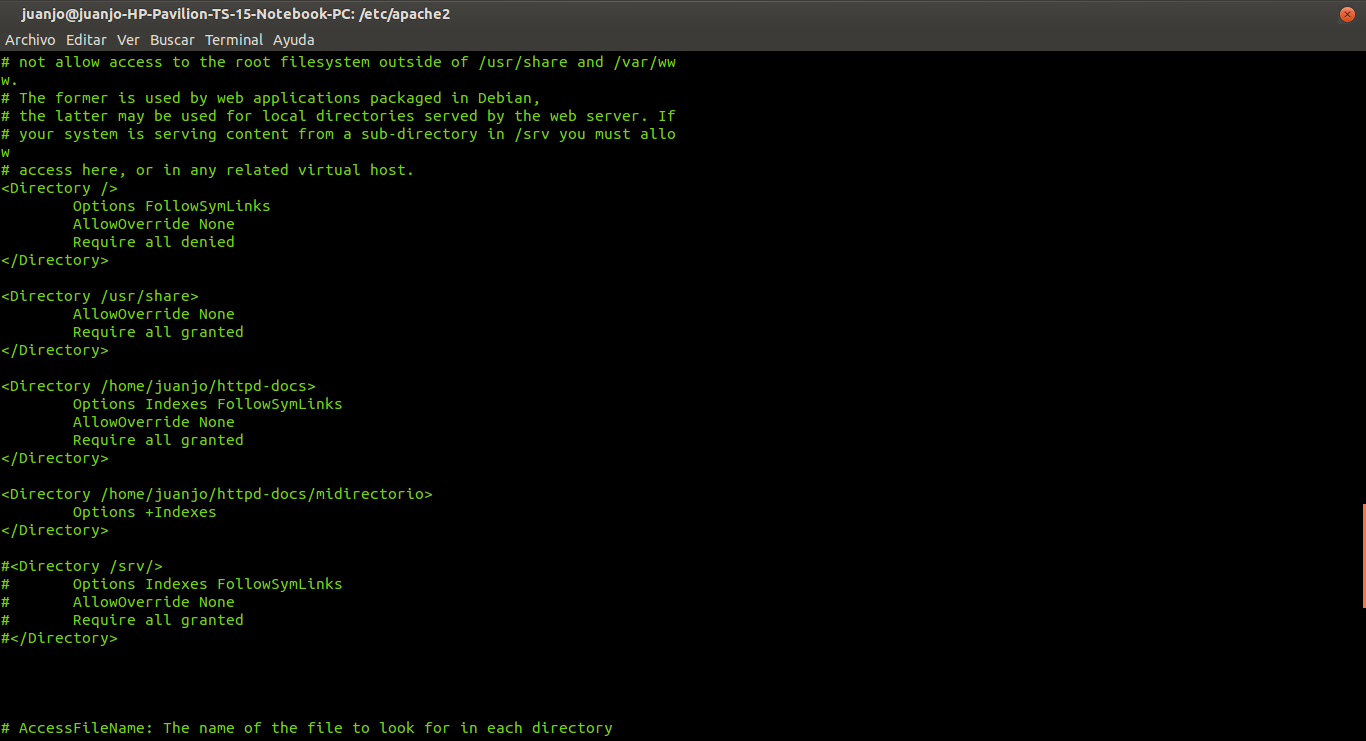 juanjo@juanjo-HP-Pavilion-TS-15-Notebook-PC: /etc/apache2
Archivo Editar Ver Buscar Terminal Ayuda
# not allow access to the root filesystem outside of /usr/share and /var/ww
w.
# The former is used by web applications packaged in Debian,
# the latter may be used for local directories served by the web server. If
# your system is serving content from a sub-directory in /srv you must allo
w
# access here, or in any related virtual host.
<Directory />
        Options FollowSymLinks
        AllowOverride None
        Require all denied
</Directory>

<Directory /usr/share>
        AllowOverride None
        Require all granted
</Directory>

<Directory /home/juanjo/httpd-docs>
        Options Indexes FollowSymLinks
        AllowOverride None
        Require all granted
</Directory>

<Directory /home/juanjo/httpd-docs/midirectorio>
        Options +Indexes
</Directory>

#<Directory /srv/>
#       Options Indexes FollowSymLinks
#       AllowOverride None
#       Require all granted
#</Directory>

# AccessFileName: The name of the file to look for in each directory